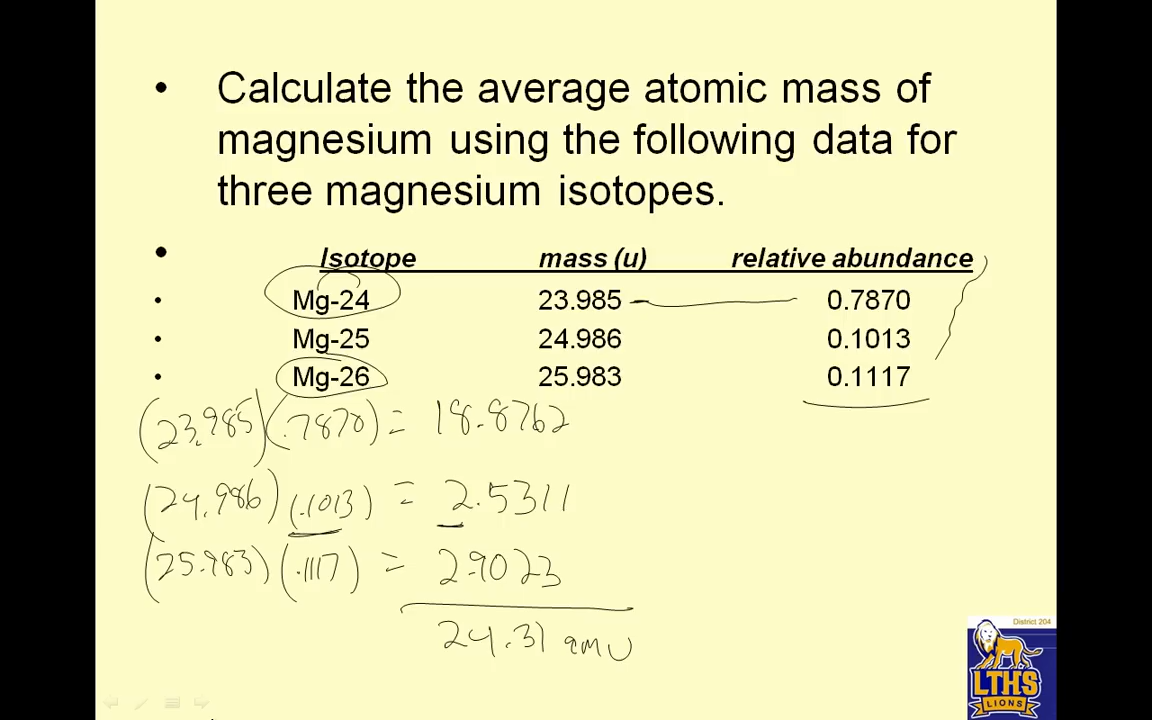 • Calculate the average atomic mass of
magnesium using the following data for
three magnesium isotopes.
• Isotope mass (u) relative abundance
• Mg-24 23.985 0.7870
• Mg-25 24.986 0.1013
• Mg-26 25.983 0.1117
(23.985)(.7870) = 18.8762
(24.986)(.1013) = 2.5311
(25.983)(.1117) = 2.9023
24.31 amu
District 204
LTHS
LIONS